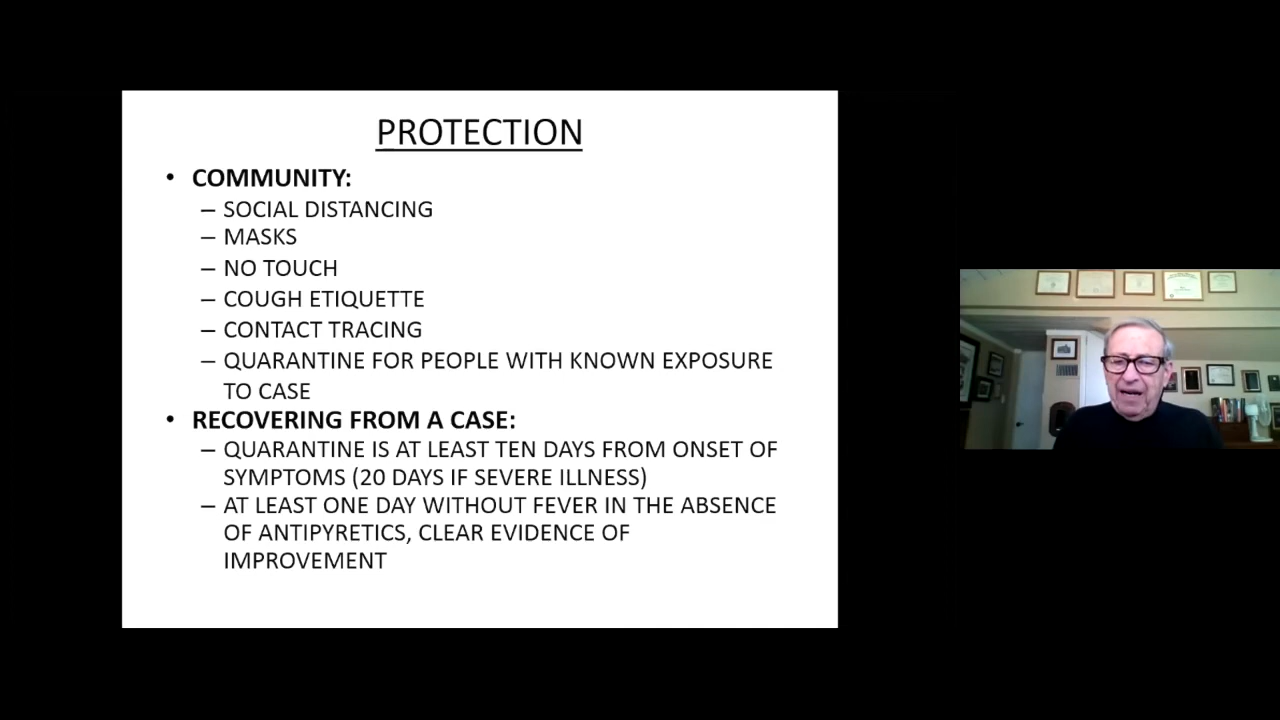 PROTECTION
• COMMUNITY:
– SOCIAL DISTANCING
– MASKS
– NO TOUCH
– COUGH ETIQUETTE
– CONTACT TRACING
– QUARANTINE FOR PEOPLE WITH KNOWN EXPOSURE
TO CASE
• RECOVERING FROM A CASE:
– QUARANTINE IS AT LEAST TEN DAYS FROM ONSET OF
SYMPTOMS (20 DAYS IF SEVERE ILLNESS)
– AT LEAST ONE DAY WITHOUT FEVER IN THE ABSENCE
OF ANTIPYRETICS, CLEAR EVIDENCE OF
IMPROVEMENT